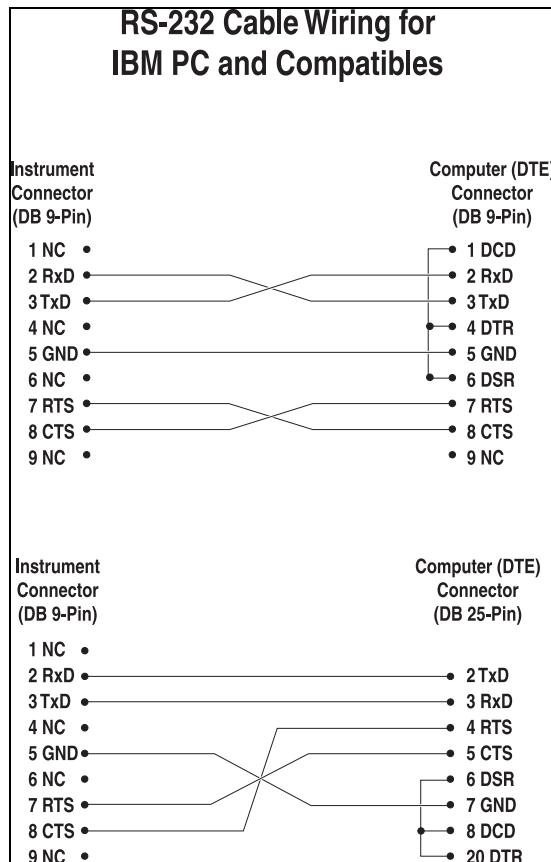 RS-232 Cable Wiring for
IBM PC and Compatibles
Instrument
Connector
(DB 9-Pin)
Computer (DTE)
Connector
(DB 9-Pin)
1 NC
1 DCD
2 RxD
2 RxD
3 TxD
3 TxD
4 NC
4 DTR
5 GND
5 GND
6 NC
6 DSR
7 RTS
7 RTS
8 CTS
8 CTS
9 NC
9 NC
Instrument
Connector
(DB 9-Pin)
Computer (DTE)
Connector
(DB 25-Pin)
1 NC
2 RxD
2 TxD
3 TxD
3 RxD
4 NC
4 RTS
5 GND
5 CTS
6 NC
6 DSR
7 RTS
7 GND
8 CTS
8 DCD
9 NC
20 DTR